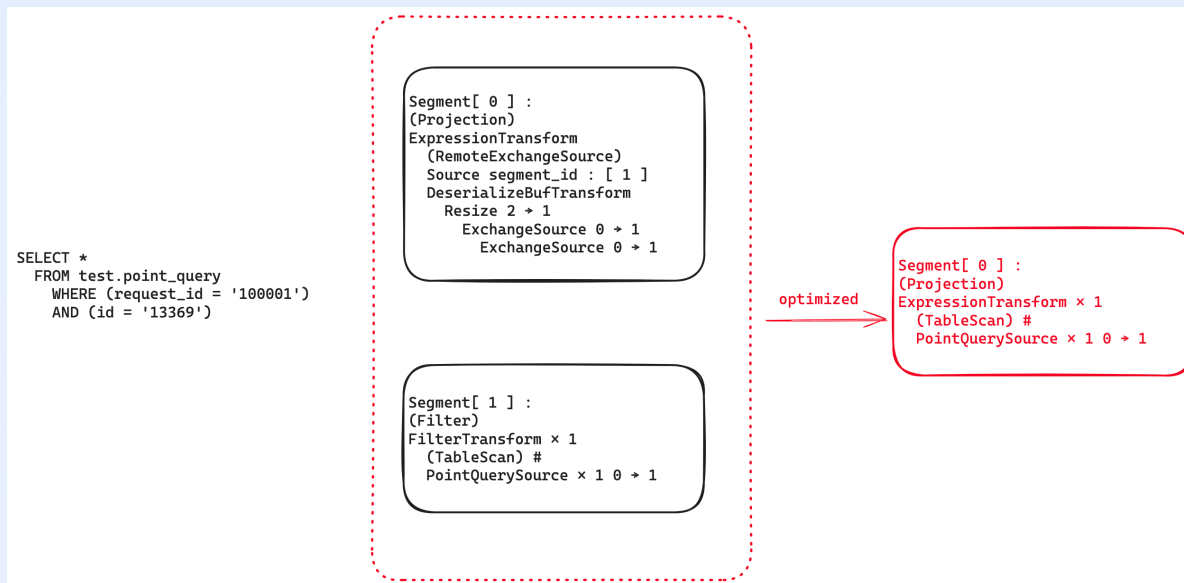 SELECT *
FROM test.point_query
WHERE (request_id = '100001')
AND (id = '13369')
Segment[ 0 ] :
(Projection)
ExpressionTransform
(RemoteExchangeSource)
Source segment_id : [ 1 ]
DeserializeBufTransform
Resize 2 → 1
ExchangeSource 0 → 1
ExchangeSource 0 → 1
Segment[ 1 ] :
(Filter)
FilterTransform × 1
(TableScan) #
PointQuerySource × 1 0 → 1
optimized
Segment[ 0 ] :
(Projection)
ExpressionTransform × 1
(TableScan) #
PointQuerySource × 1 0 → 1